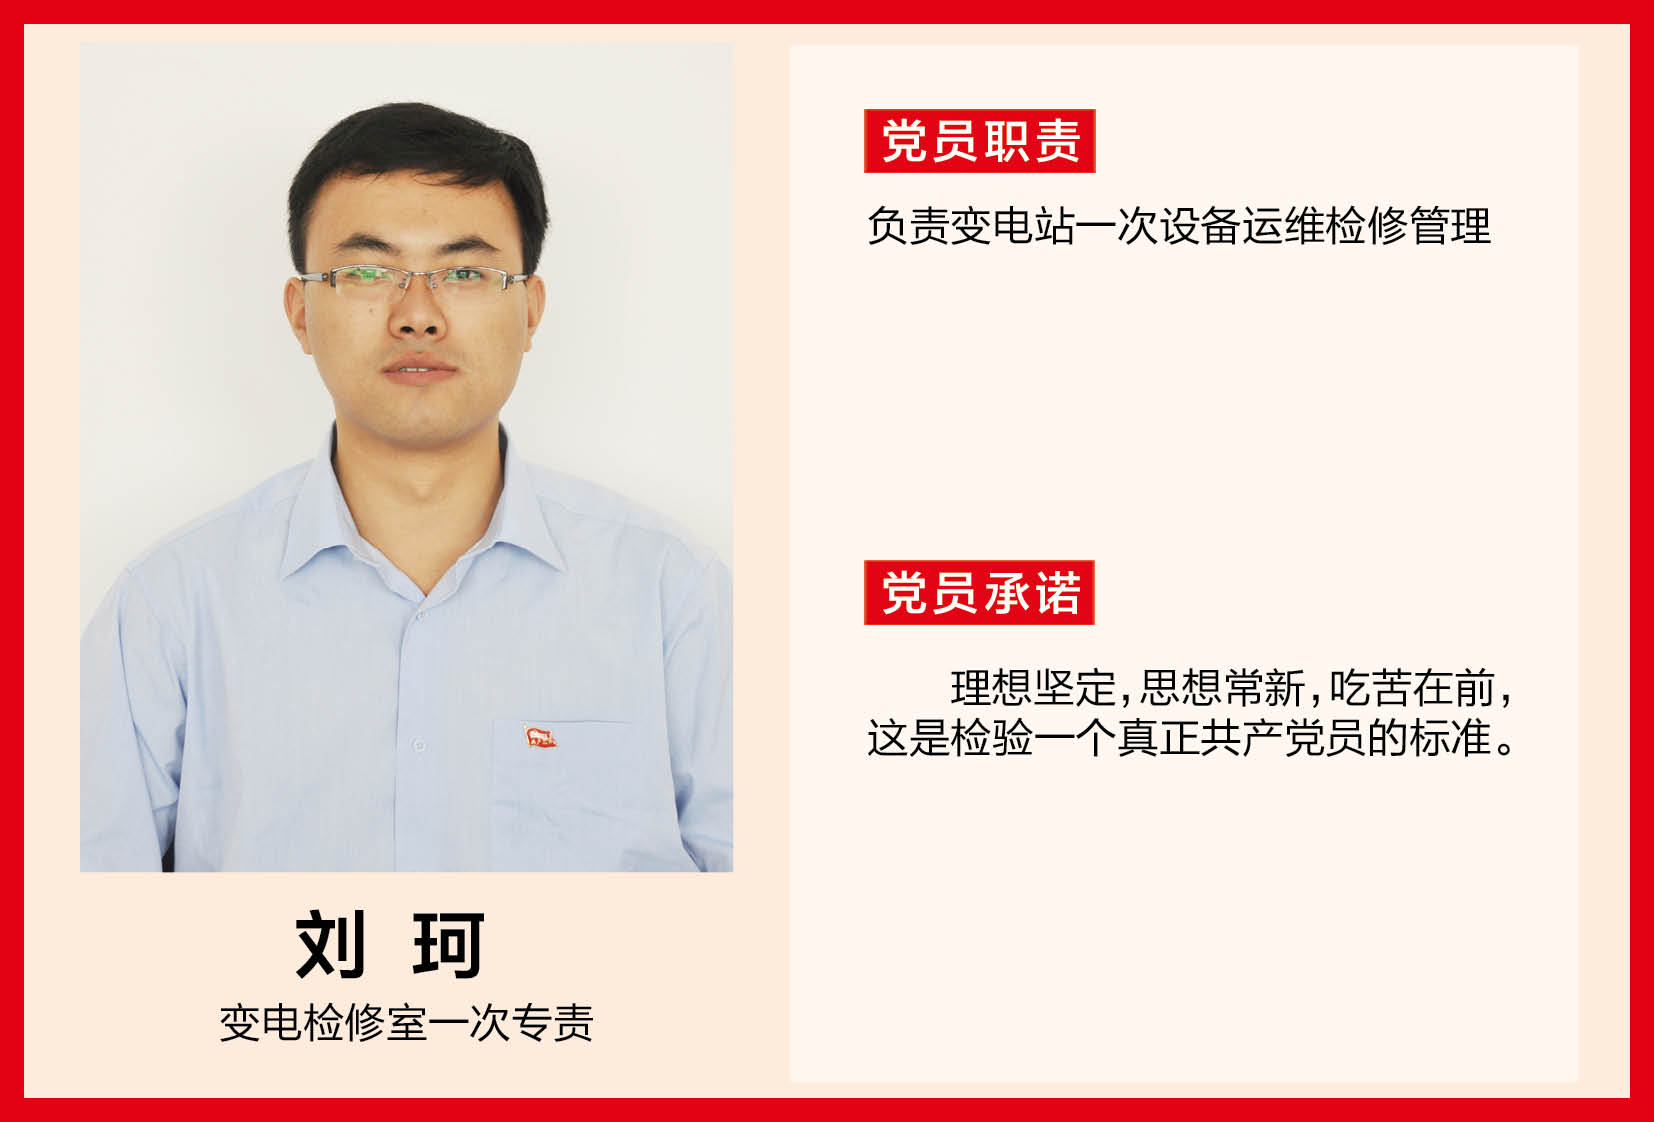 党员职责
负责变电站一次设备运维检修管理
党员承诺
理想坚定，思想常新，吃苦在前，
这是检验一个真正共产党员的标准。
刘 珂
变电检修室一次专责